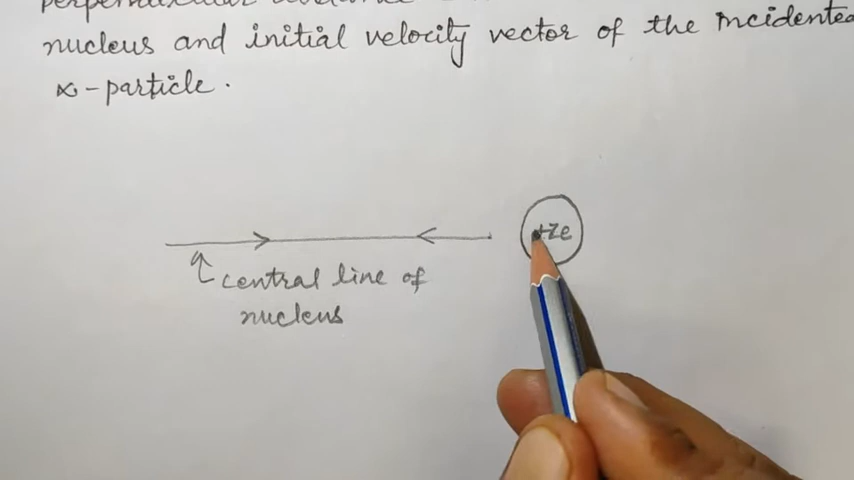 nucleus and initial velocity vector of the incidented
α-particle.
+Ze
central line of
nucleus